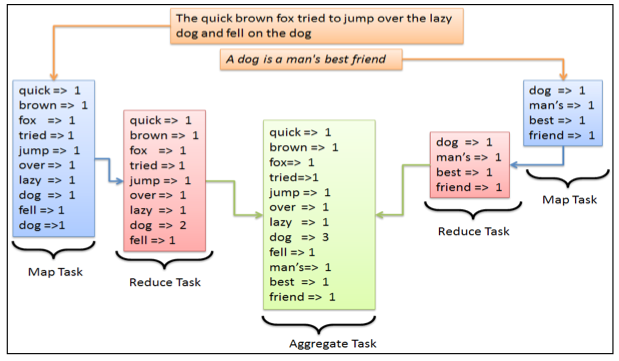 The quick brown fox tried to jump over the lazy
dog and fell on the dog
A dog is a man's best friend
quick => 1
brown => 1
fox => 1
tried => 1
jump => 1
over => 1
lazy => 1
dog => 1
fell => 1
dog =>1
Map Task
quick => 1
brown => 1
fox => 1
tried => 1
jump => 1
over => 1
lazy => 1
dog => 2
fell => 1
Reduce Task
quick => 1
brown => 1
fox=> 1
tried=>1
jump => 1
over => 1
lazy => 1
dog => 3
fell => 1
man's=> 1
best => 1
friend => 1
Aggregate Task
dog => 1
man's => 1
best => 1
friend => 1
Reduce Task
dog => 1
man's => 1
best => 1
friend => 1
Map Task